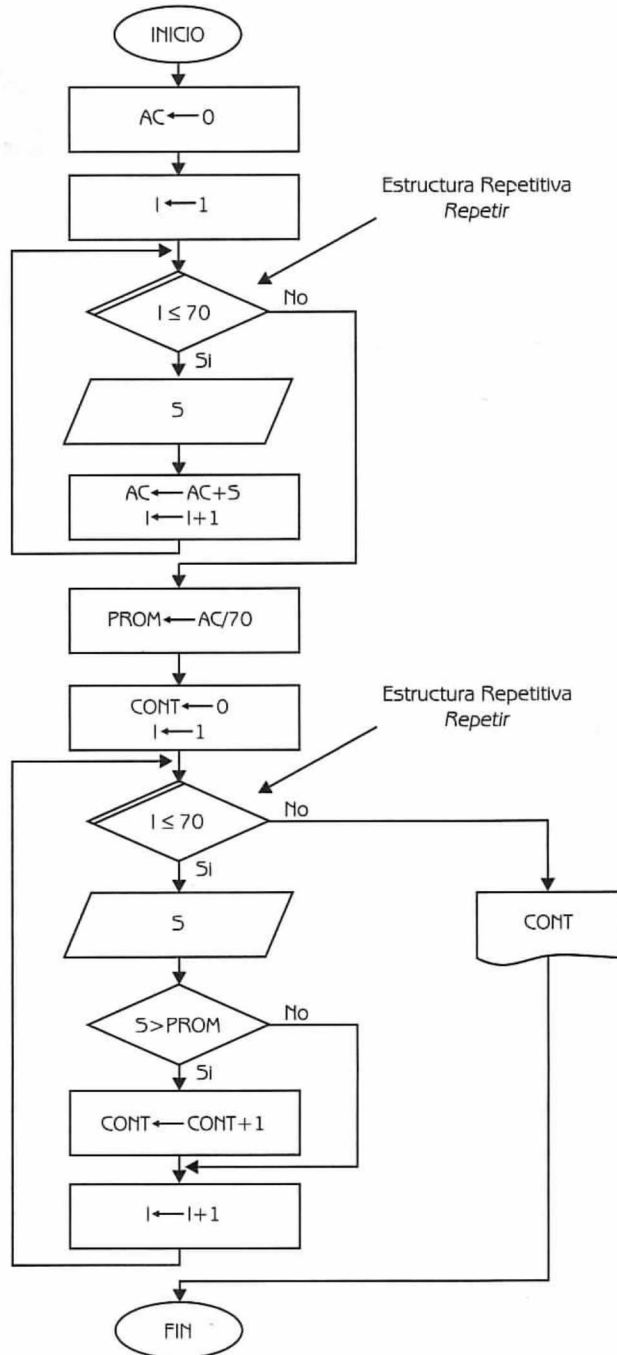 INICIO
AC ← 0
I ← 1
Estructura Repetitiva
Repetir
I ≤ 70
No
Si
S
AC ← AC+S
I ← I+1
PROM ← AC/70
CONT ← 0
I ← 1
Estructura Repetitiva
Repetir
I ≤ 70
No
Si
S
CONT
S>PROM
No
Si
CONT ← CONT+1
I ← I+1
FIN